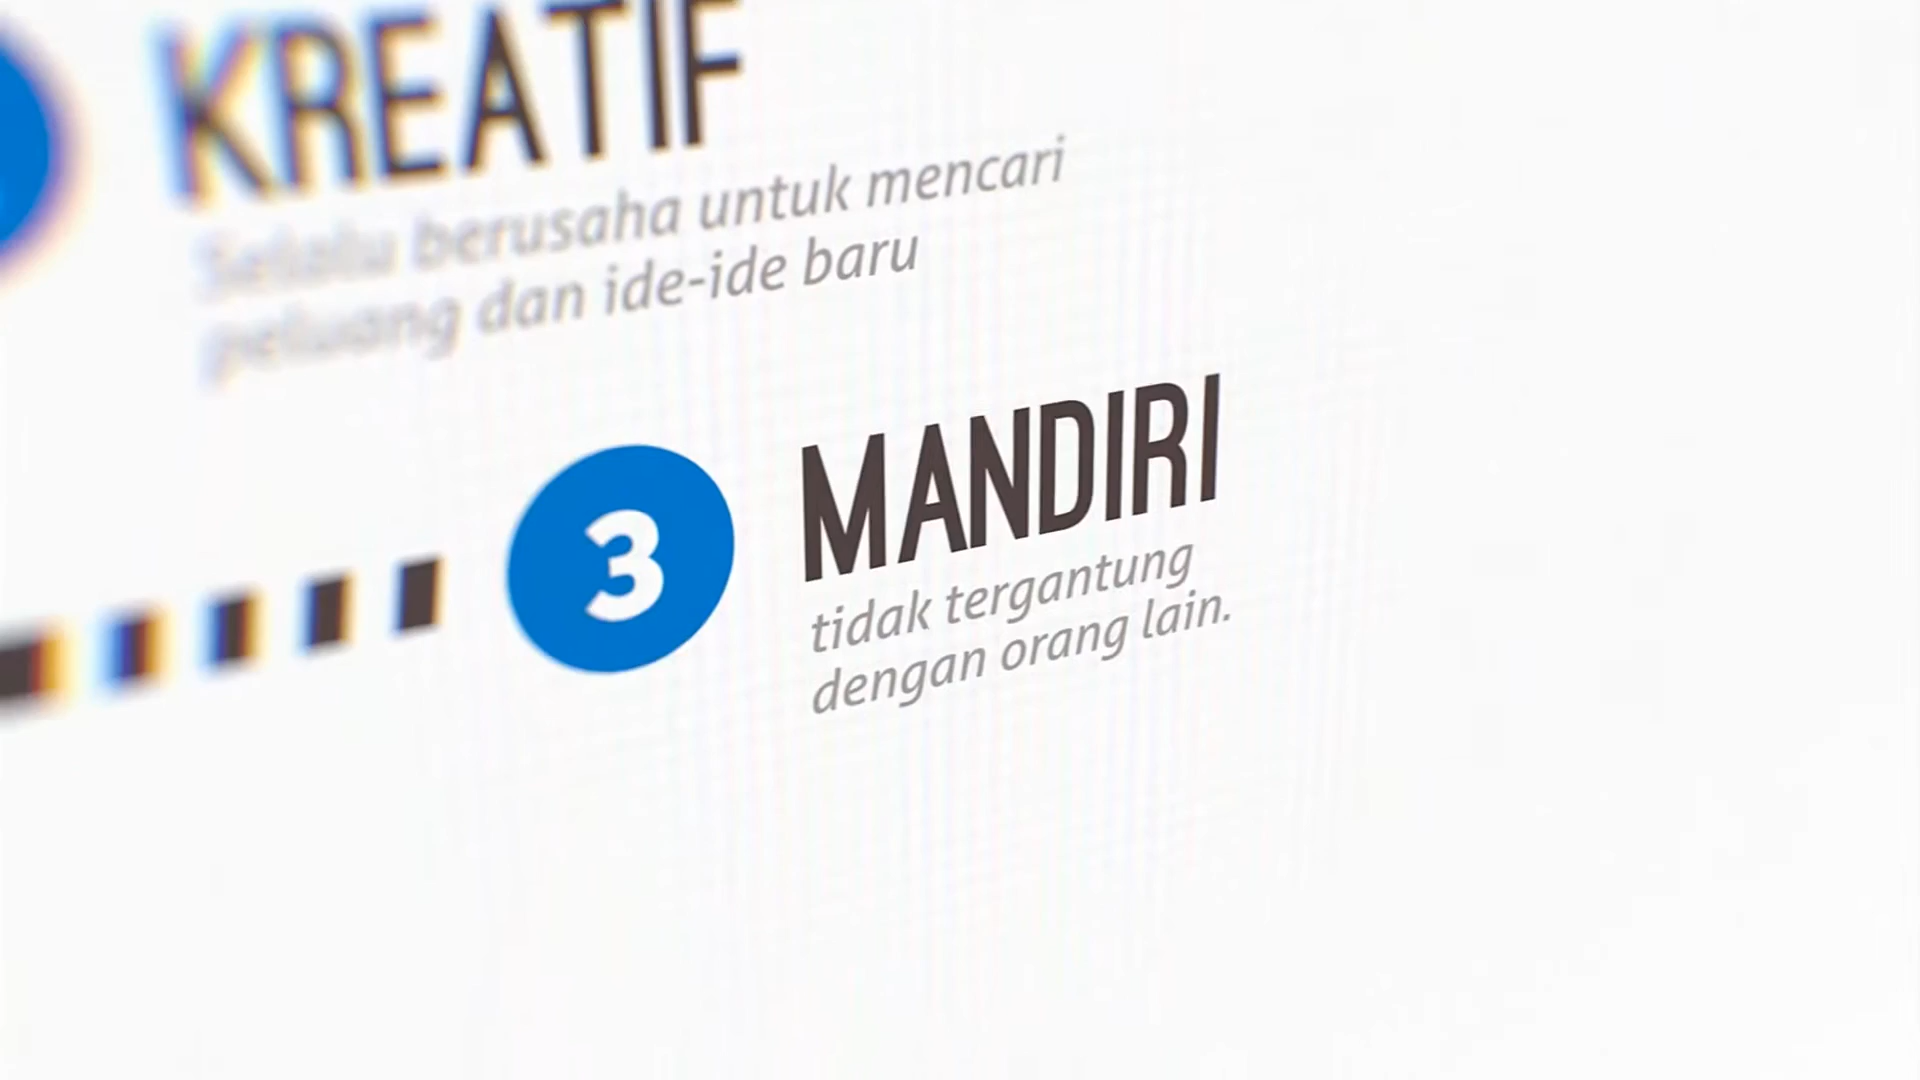 KREATIF
Selalu berusaha untuk mencari
peluang dan ide-ide baru
3
MANDIRI
tidak tergantung
dengan orang lain.